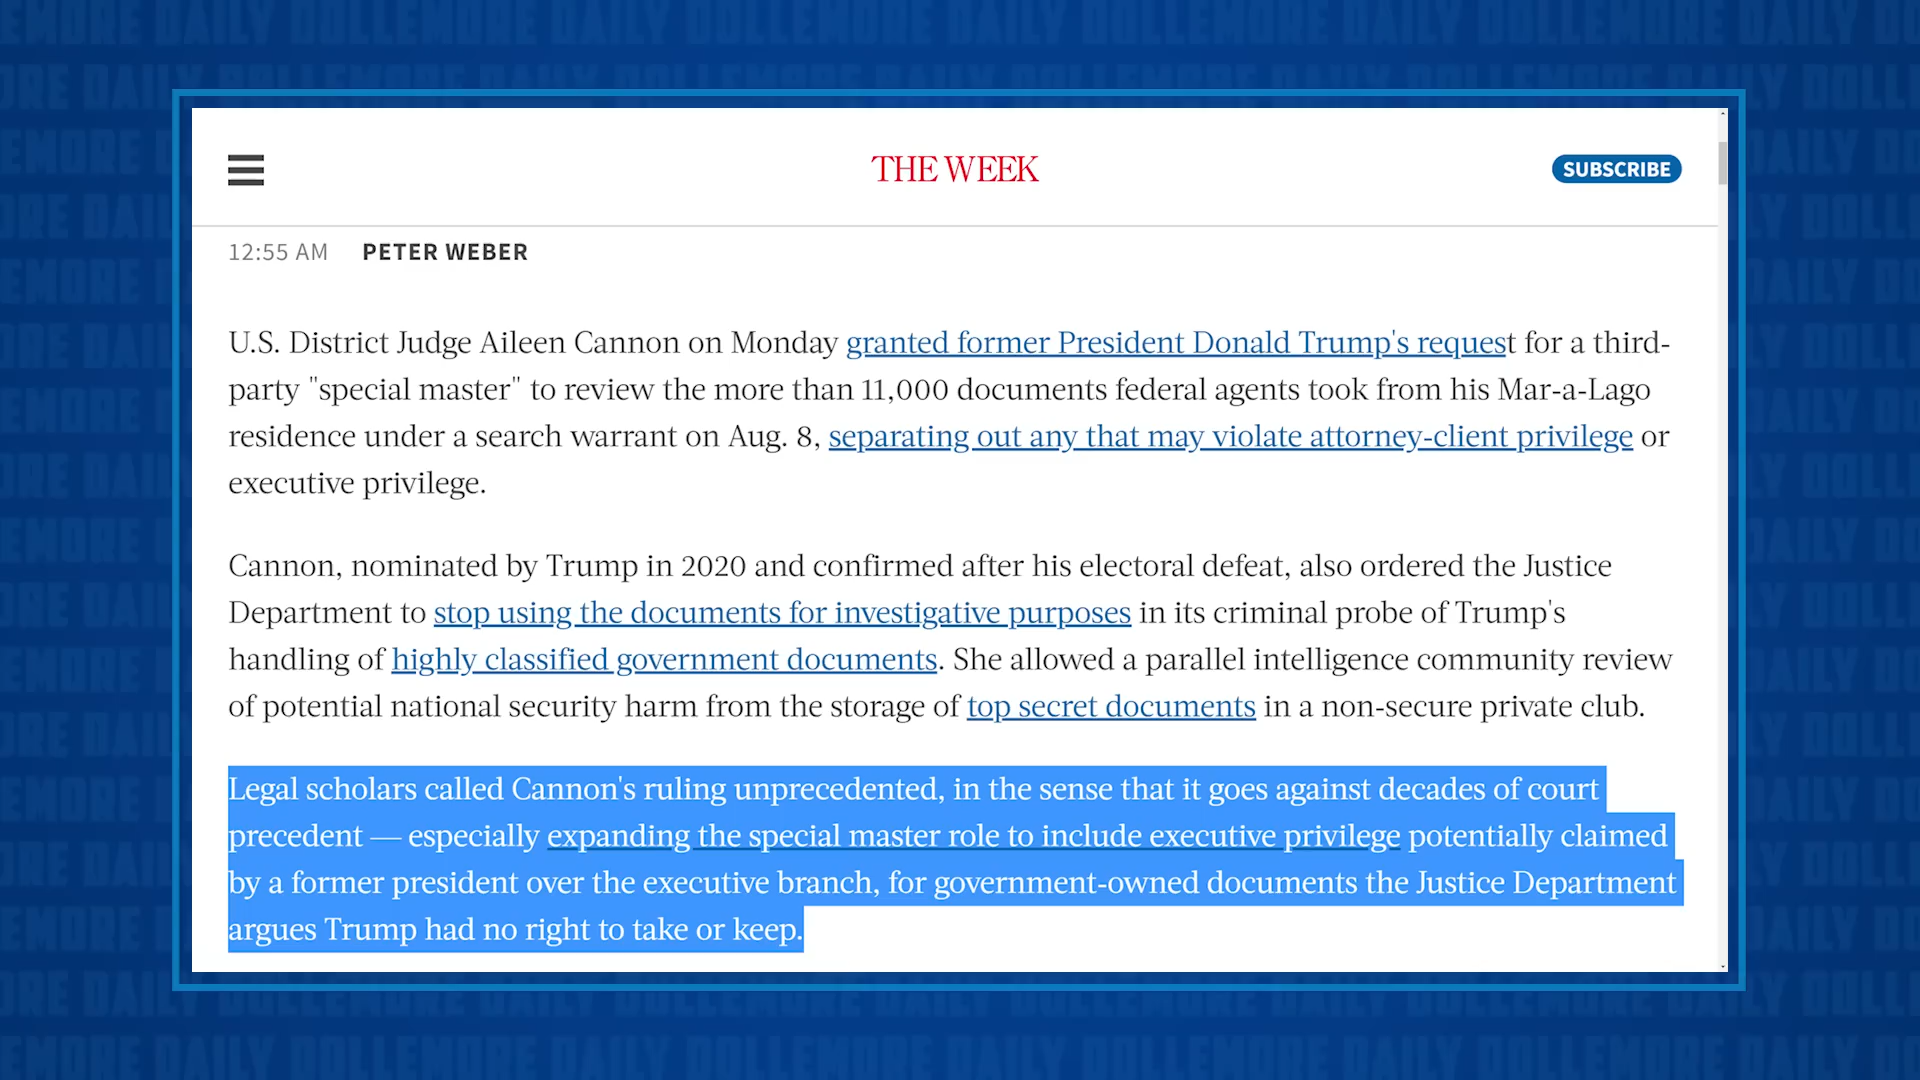 THE WEEK
SUBSCRIBE
12:55 AM PETER WEBER
U.S. District Judge Aileen Cannon on Monday granted former President Donald Trump's request for a third-
party "special master" to review the more than 11,000 documents federal agents took from his Mar-a-Lago
residence under a search warrant on Aug. 8, separating out any that may violate attorney-client privilege or
executive privilege.
Cannon, nominated by Trump in 2020 and confirmed after his electoral defeat, also ordered the Justice
Department to stop using the documents for investigative purposes in its criminal probe of Trump's
handling of highly classified government documents. She allowed a parallel intelligence community review
of potential national security harm from the storage of top secret documents in a non-secure private club.
Legal scholars called Cannon's ruling unprecedented, in the sense that it goes against decades of court
precedent — especially expanding the special master role to include executive privilege potentially claimed
by a former president over the executive branch, for government-owned documents the Justice Department
argues Trump had no right to take or keep.